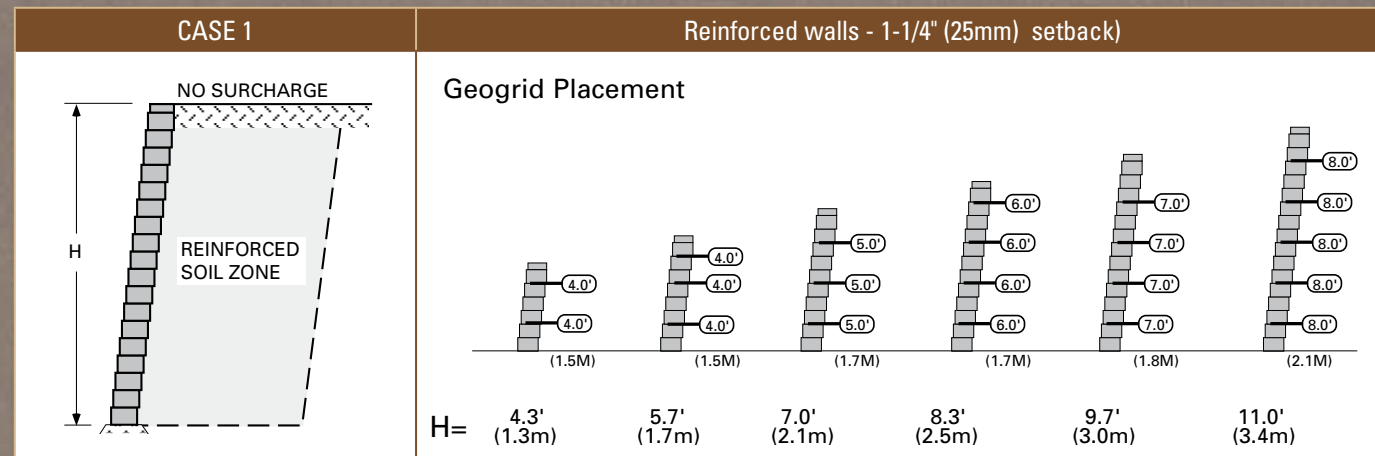 CASE 1
Reinforced walls - 1-1/4" (25mm) setback)
NO SURCHARGE
H
REINFORCED
SOIL ZONE
Geogrid Placement
4.0'
4.0'
(1.5M)
4.0'
4.0'
4.0'
(1.5M)
5.0'
5.0'
5.0'
(1.7M)
6.0'
6.0'
6.0'
6.0'
(1.7M)
7.0'
7.0'
7.0'
7.0'
(1.8M)
8.0'
8.0'
8.0'
8.0'
8.0'
(2.1M)
H= 4.3' 5.7' 7.0' 8.3' 9.7' 11.0'
(1.3m) (1.7m) (2.1m) (2.5m) (3.0m) (3.4m)